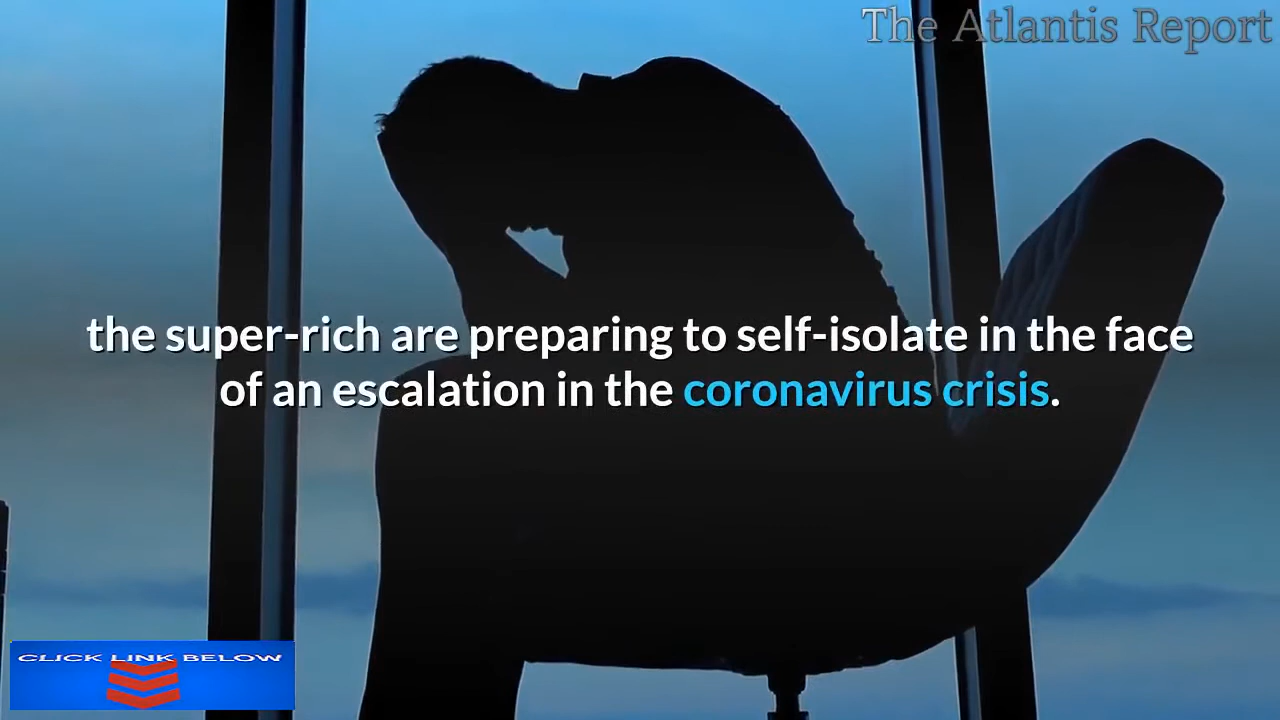 The Atlantis Report
the super-rich are preparing to self-isolate in the face
of an escalation in the coronavirus crisis.
CLICK LINK BELOW